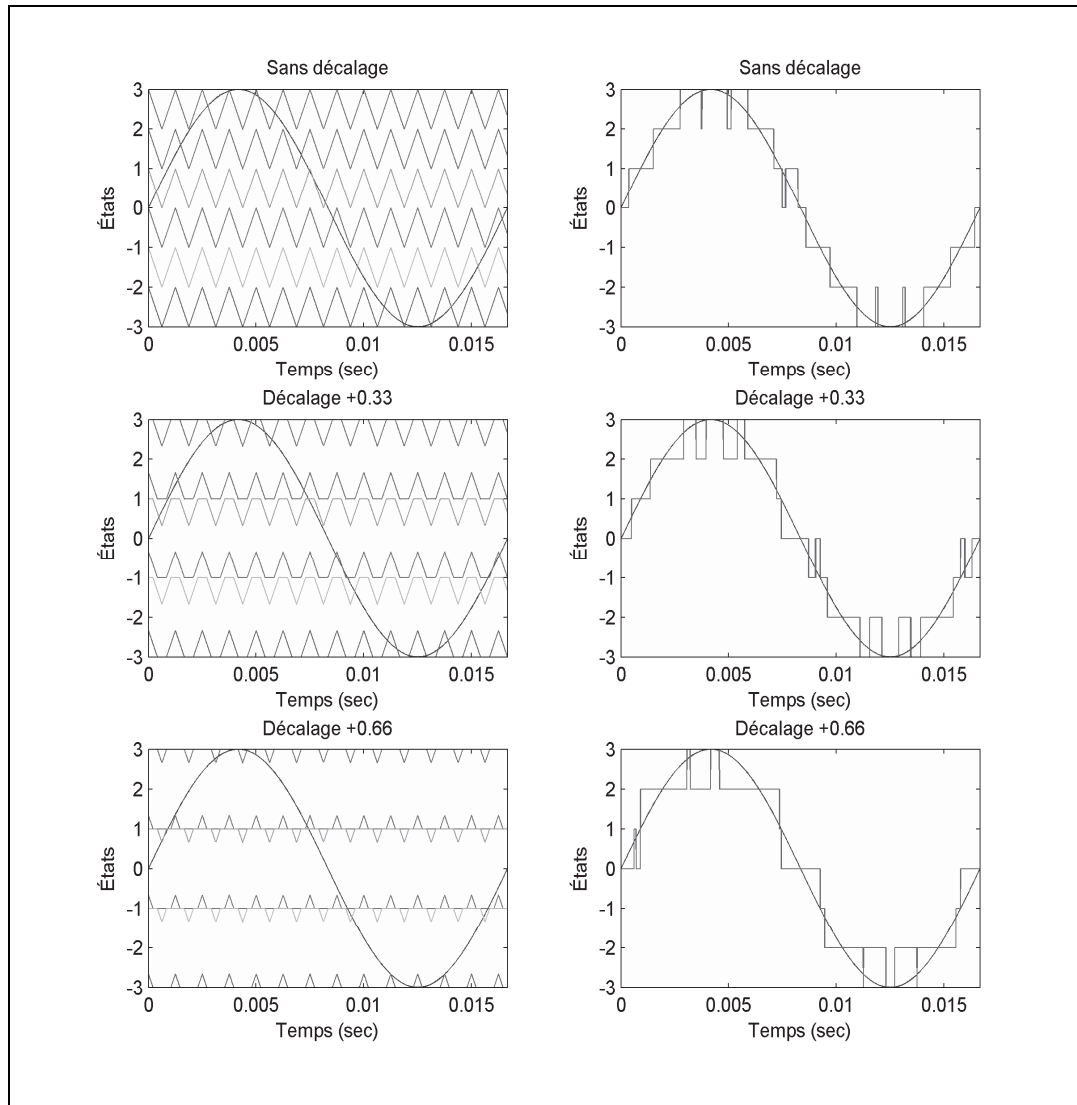 Sans décalage
3
2
1
0
-1
-2
-3
États
0 0.005 0.01 0.015
Temps (sec)
Sans décalage
3
2
1
0
-1
-2
-3
États
0 0.005 0.01 0.015
Temps (sec)
Décalage +0.33
3
2
1
0
-1
-2
-3
États
0 0.005 0.01 0.015
Temps (sec)
Décalage +0.33
3
2
1
0
-1
-2
-3
États
0 0.005 0.01 0.015
Temps (sec)
Décalage +0.66
3
2
1
0
-1
-2
-3
États
0 0.005 0.01 0.015
Temps (sec)
Décalage +0.66
3
2
1
0
-1
-2
-3
États
0 0.005 0.01 0.015
Temps (sec)